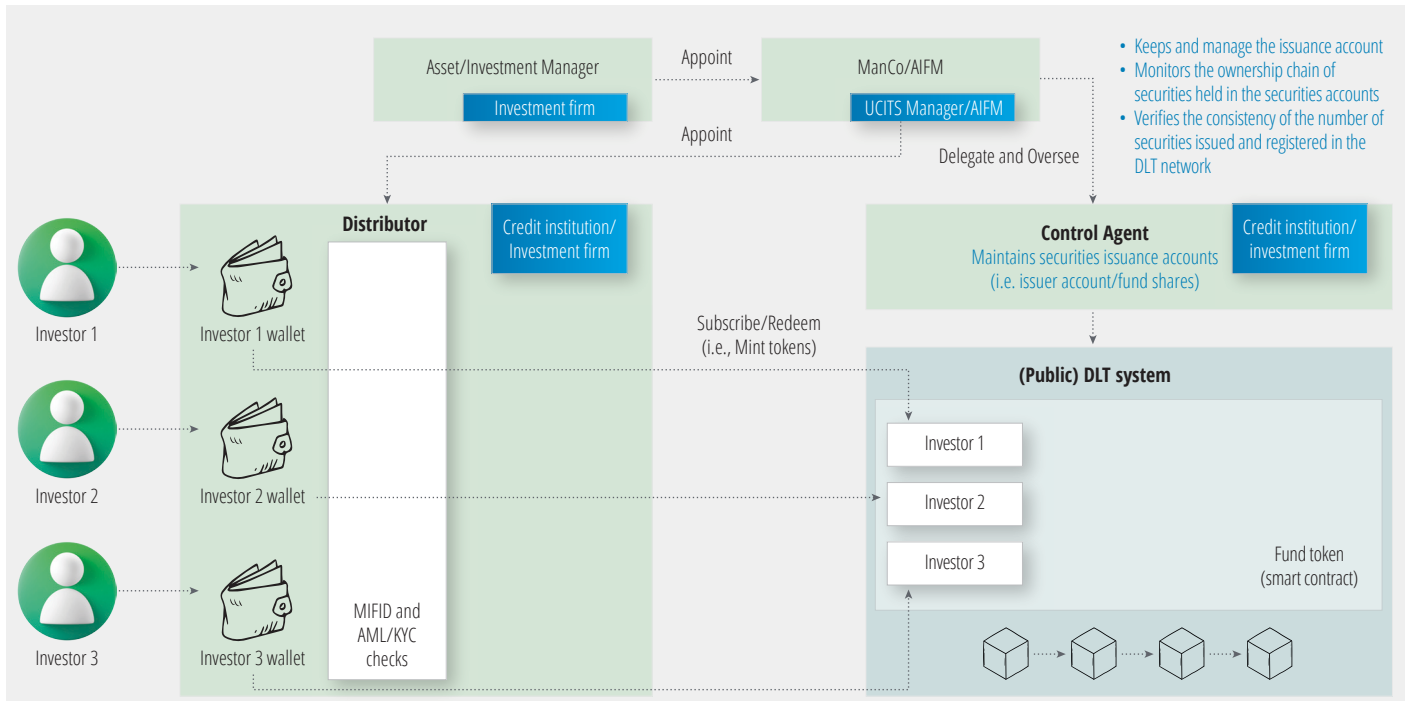 Asset/Investment Manager
Investment firm
Appoint
ManCo/AIFM
UCITS Manager/AIFM
• Keeps and manage the issuance account
• Monitors the ownership chain of
securities held in the securities accounts
• Verifies the consistency of the number of
securities issued and registered in the
DLT network
Appoint
Delegate and Oversee
Distributor
Credit institution/
Investment firm
Control Agent
Maintains securities issuance accounts
(i.e. issuer account/fund shares)
Credit institution/
investment firm
Investor 1
Investor 1 wallet
Subscribe/Redeem
(i.e., Mint tokens)
(Public) DLT system
Investor 1
Investor 2
Investor 2 wallet
Investor 2
Investor 3
Fund token
(smart contract)
MIFID and
AML/KYC
checks
Investor 3
Investor 3 wallet